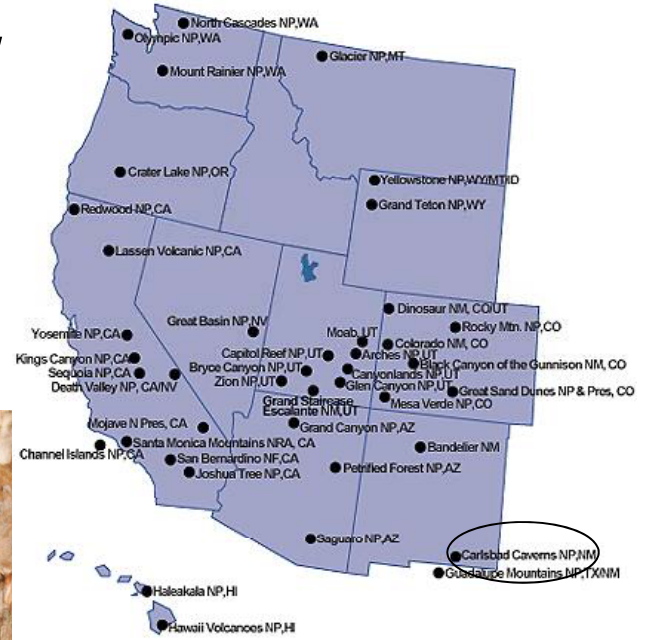 North Cascades NP,WA
Olympic NP,WA
Glacier NP,MT
Mount Rainier NP,WA
Crater Lake NP,OR
Yellowstone NP,WY/MT/ID
Grand Teton NP,WY
Redwood NP,CA
Lassen Volcanic NP,CA
Dinosaur NM, CO/UT
Great Basin NP,NV
Rocky Mtn. NP,CO
Yosemite NP,CA
Moab, UT
Colorado NM, CO
Capitol Reef NP,UT
Arches NP,UT
Kings Canyon NP,CA
Black Canyon of the Gunnison NM, CO
Bryce Canyon NP,UT
Canyonlands NP,UT
Sequoia NP,CA
Zion NP,UT
Glen Canyon NP,UT
Death Valley NP, CA/NV
Great Sand Dunes NP & Pres, CO
Grand Staircase
Escalante NM,UT
Mesa Verde NP,CO
Mojave N Pres, CA
Grand Canyon NP,AZ
Santa Monica Mountains NRA, CA
Bandelier NM
Channel Islands NP,CA
San Bernardino NF,CA
Petrified Forest NP,AZ
Joshua Tree NP,CA
Saguaro NP,AZ
Carlsbad Caverns NP,NM
Guadalupe Mountains NP,TX/NM
Haleakala NP,HI
Hawaii Volcanoes NP,HI